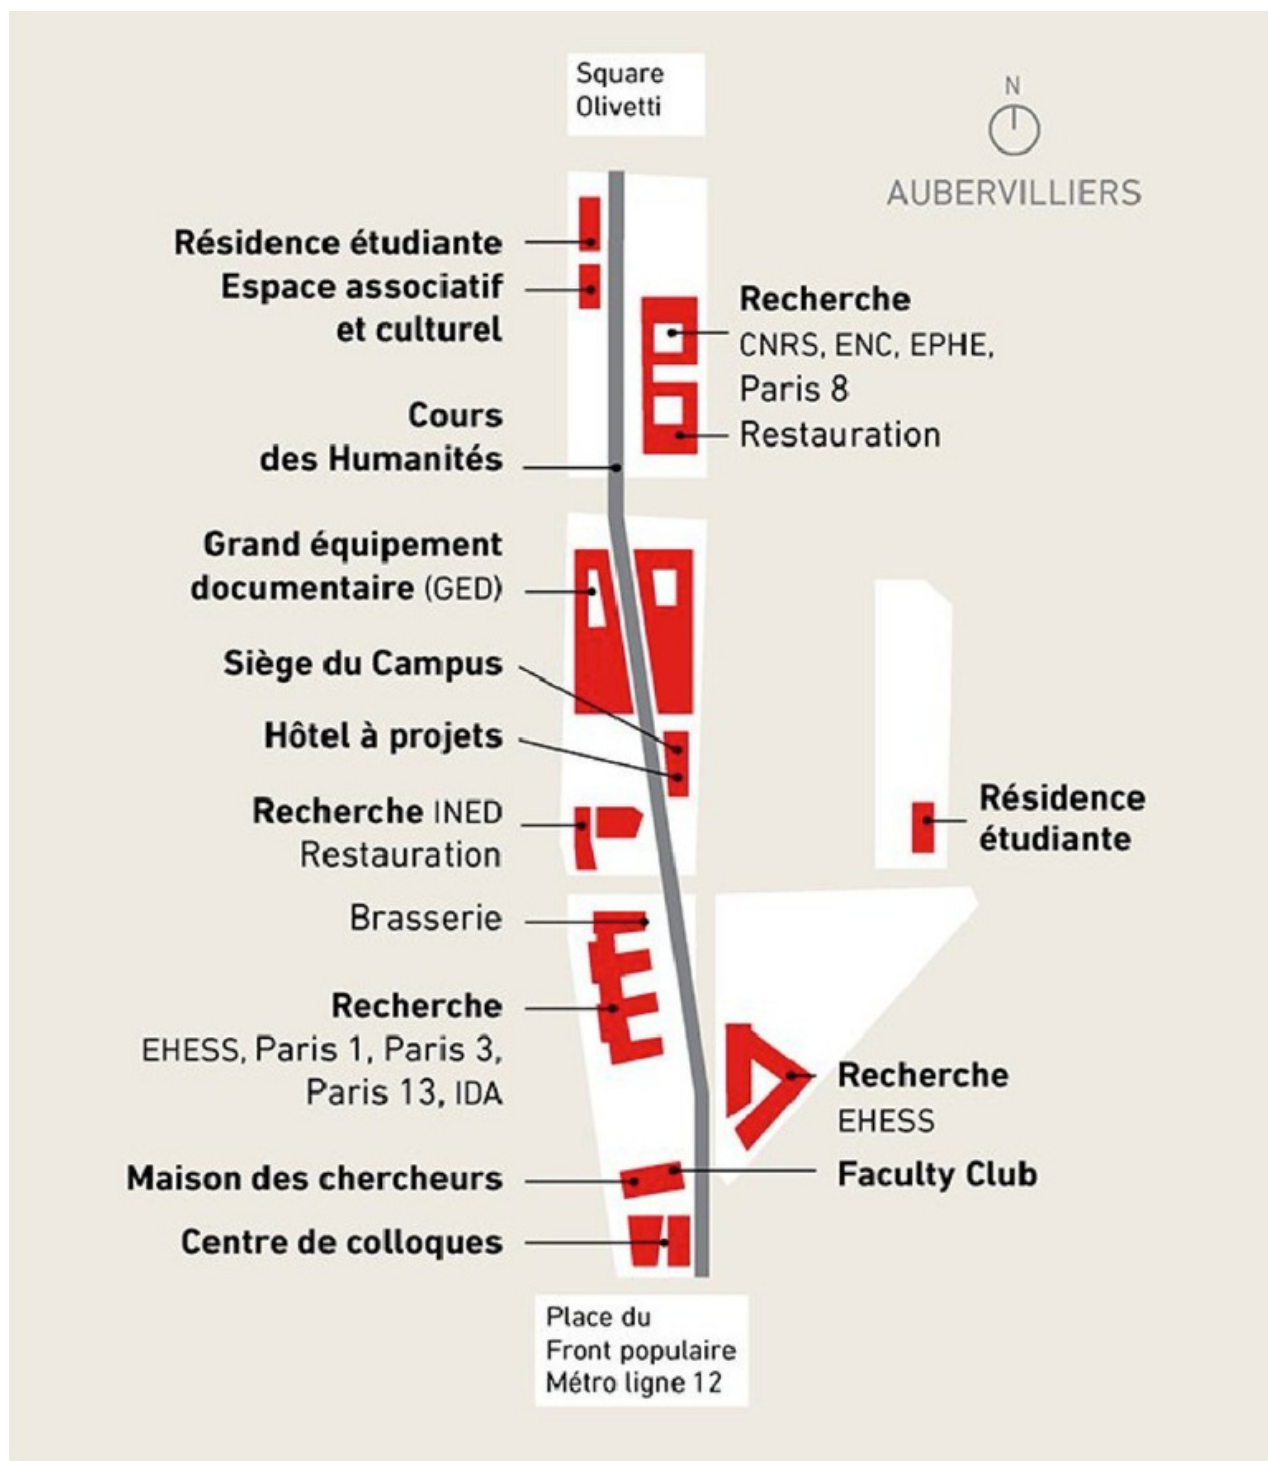 Square
Olivetti
N
AUBERVILLIERS
Résidence étudiante
Espace associatif
et culturel
Recherche
CNRS, ENC, EPHE,
Paris 8
Restauration
Cours
des Humanités
Grand équipement
documentaire (GED)
Siège du Campus
Hôtel à projets
Recherche INED
Restauration
Résidence
étudiante
Brasserie
Recherche
EHESS, Paris 1, Paris 3,
Paris 13, IDA
Recherche
EHESS
Faculty Club
Maison des chercheurs
Centre de colloques
Place du
Front populaire
Métro ligne 12